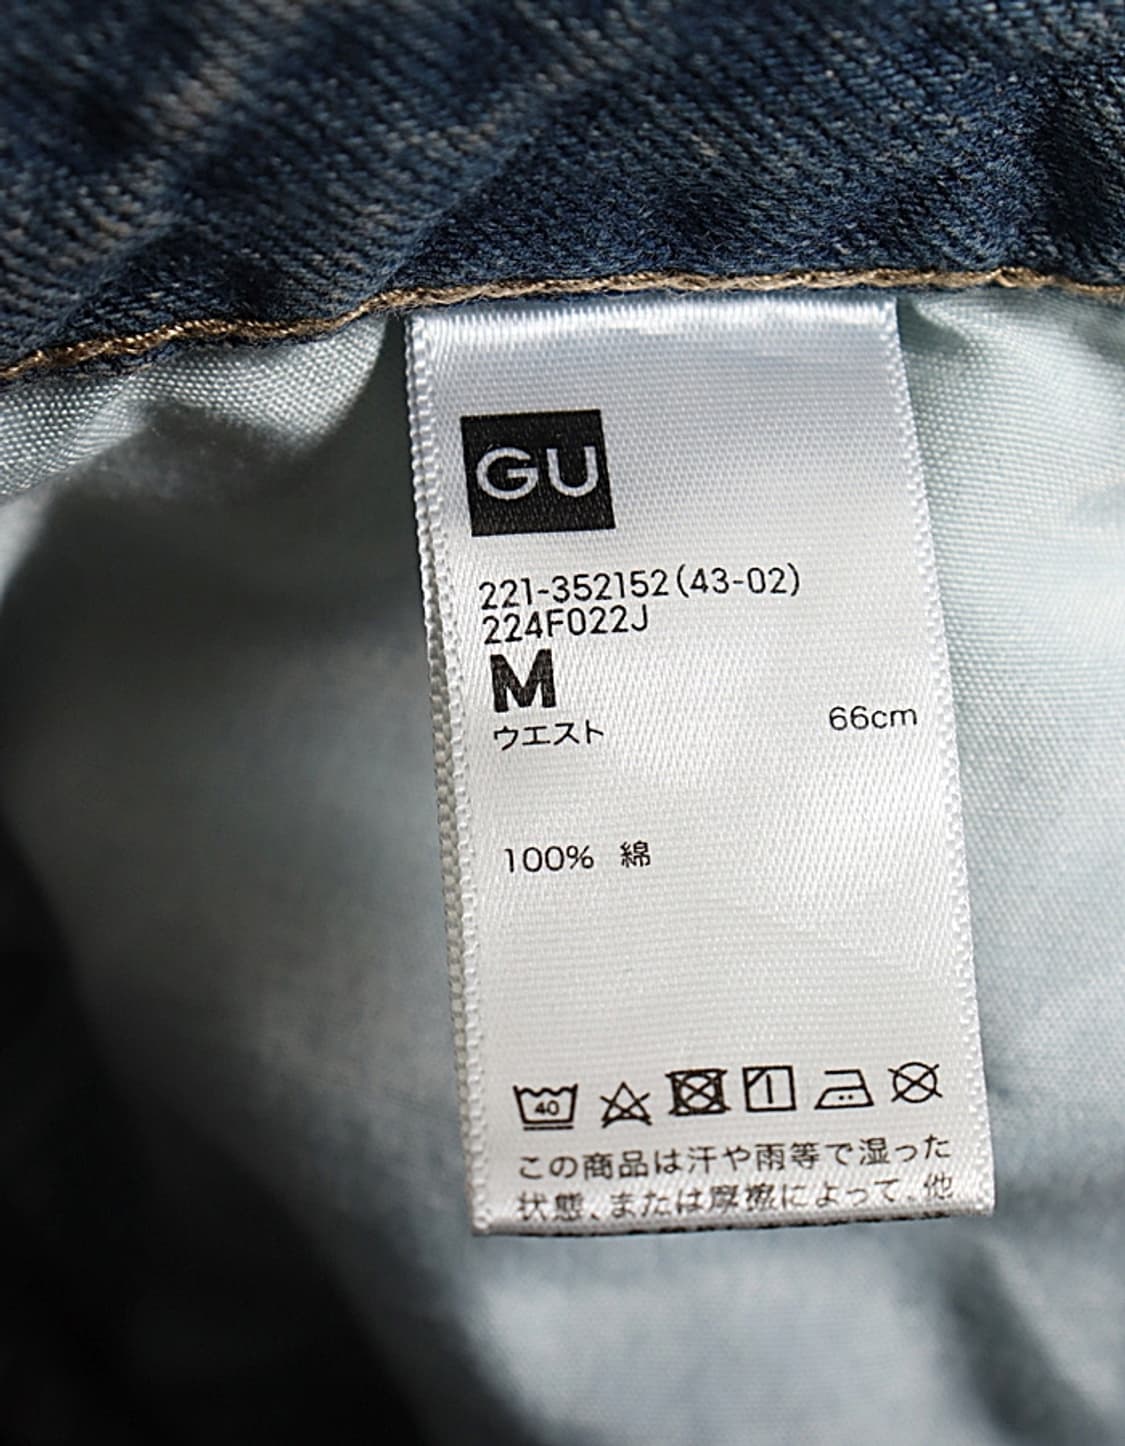 GU
221-352152(43-02)
224F022J
M
ウエスト 66cm
100% 綿
40
この商品は汗や雨等で湿った
状態、または摩擦によって、他